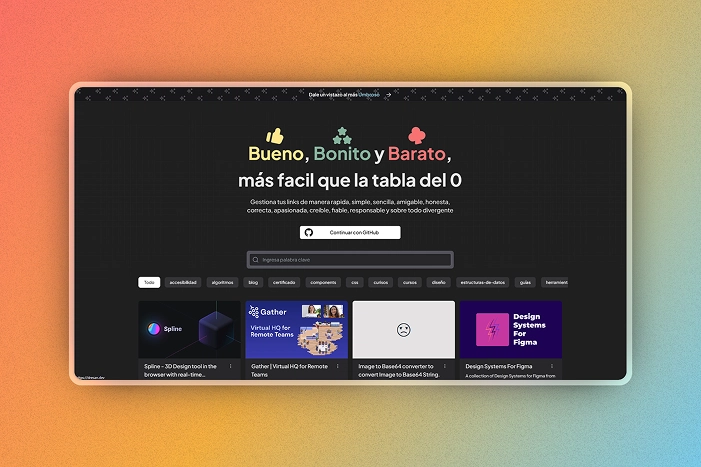 Dale un vistazo al más Umbroso →
Bueno, Bonito y Barato,
más facil que la tabla del 0
Gestiona tus links de manera rapida, simple, sencilla, amigable, honesta,
correcta, apasionada, creible, fiable, responsable y sobre todo divergente
Continuar con GitHub
Ingresa palabra clave
Todo accesibilidad algoritmos blog certificado components css curlsos cursos diseño estructuras-de-datos guías herramient
Spline
Gather
Virtual HQ for
Remote Teams
Design
Systems
For
Figma
Spline - 3D Design tool in the
browser with real-time...
Gather | Virtual HQ for Remote
Teams
Image to Base64 converter to
convert Image to Base64 String.
Design Systems For Figma
A collection of Design Systems for Figma from